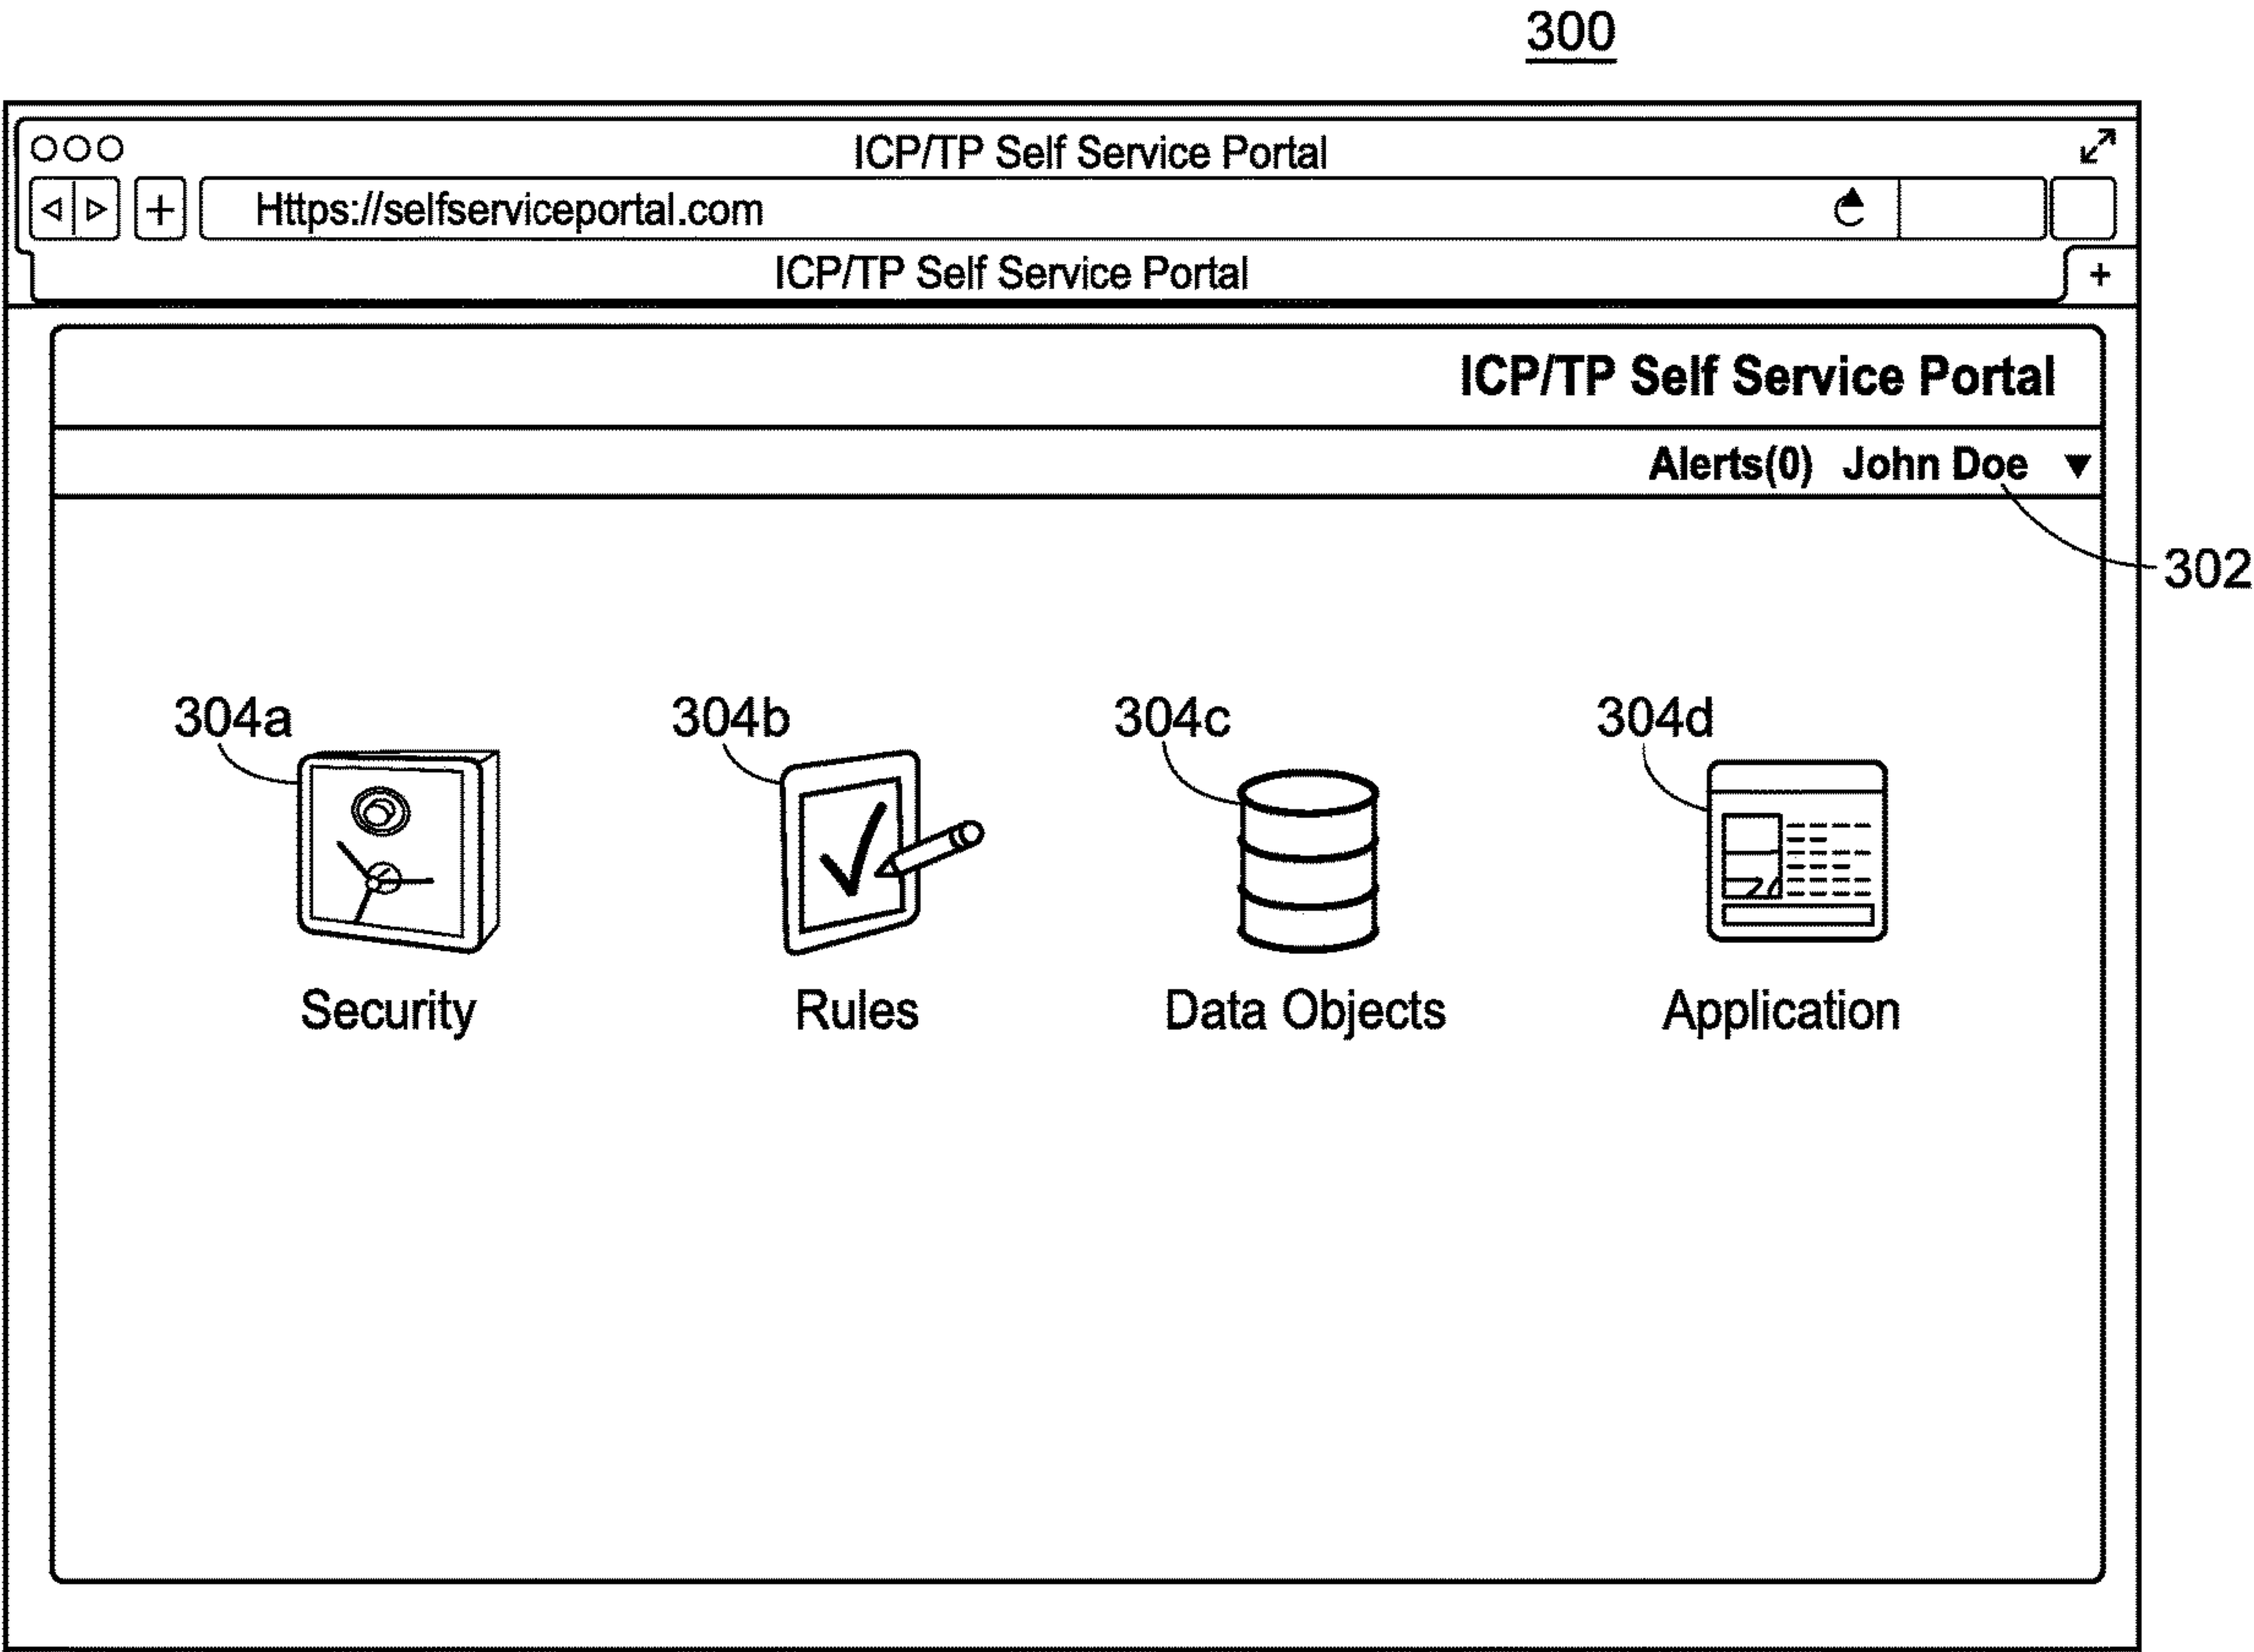 300
ICP/TP Self Service Portal
+ Https://selfserviceportal.com
ICP/TP Self Service Portal +
ICP/TP Self Service Portal
Alerts(0) John Doe
302
304a 304b 304c 304d
Security Rules Data Objects Application